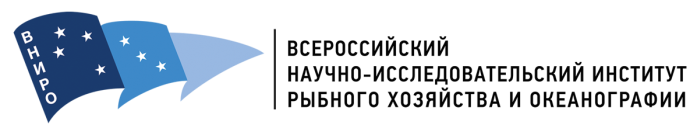 ВНИРО
ВСЕРОССИЙСКИЙ
НАУЧНО-ИССЛЕДОВАТЕЛЬСКИЙ ИНСТИТУТ
РЫБНОГО ХОЗЯЙСТВА И ОКЕАНОГРАФИИ